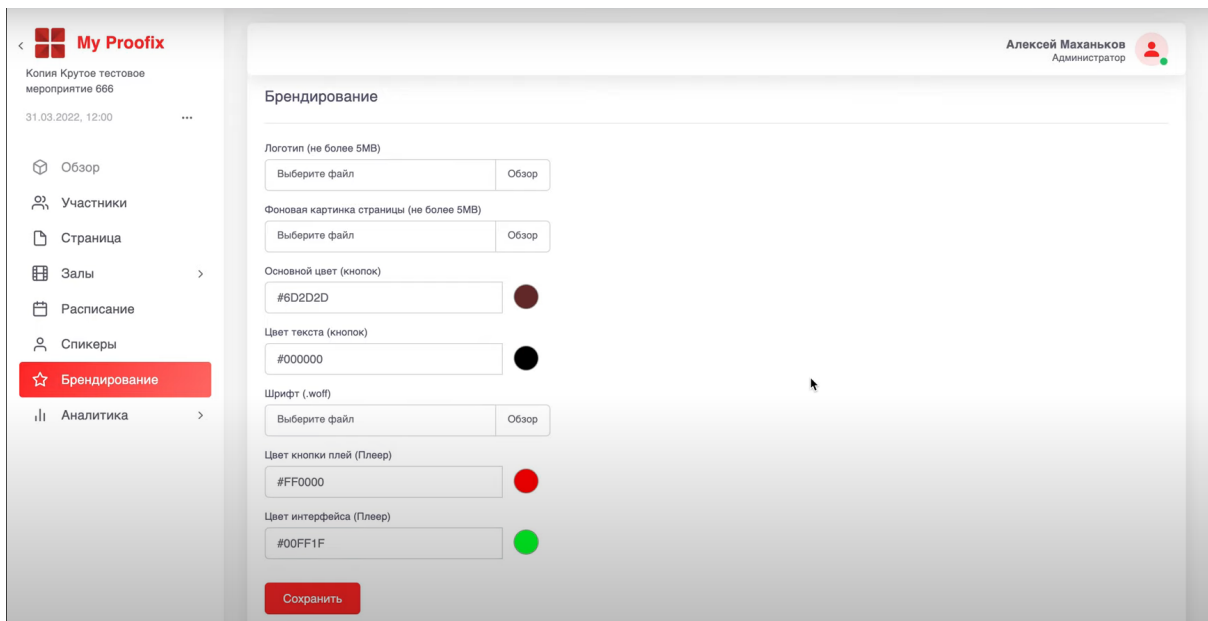 My Proofix
Копия Крутое тестовое
мероприятие 666
31.03.2022, 12:00
Обзор
Участники
Страница
Залы
Расписание
Спикеры
Брендирование
Аналитика
Алексей Маханьков
Администратор
Брендирование
Логотип (не более 5MB)
Выберите файл Обзор
Фоновая картинка страницы (не более 5MB)
Выберите файл Обзор
Основной цвет (кнопок)
#6D2D2D
Цвет текста (кнопок)
#000000
Шрифт (.woff)
Выберите файл Обзор
Цвет кнопки плей (Плеер)
#FF0000
Цвет интерфейса (Плеер)
#00FF1F
Сохранить